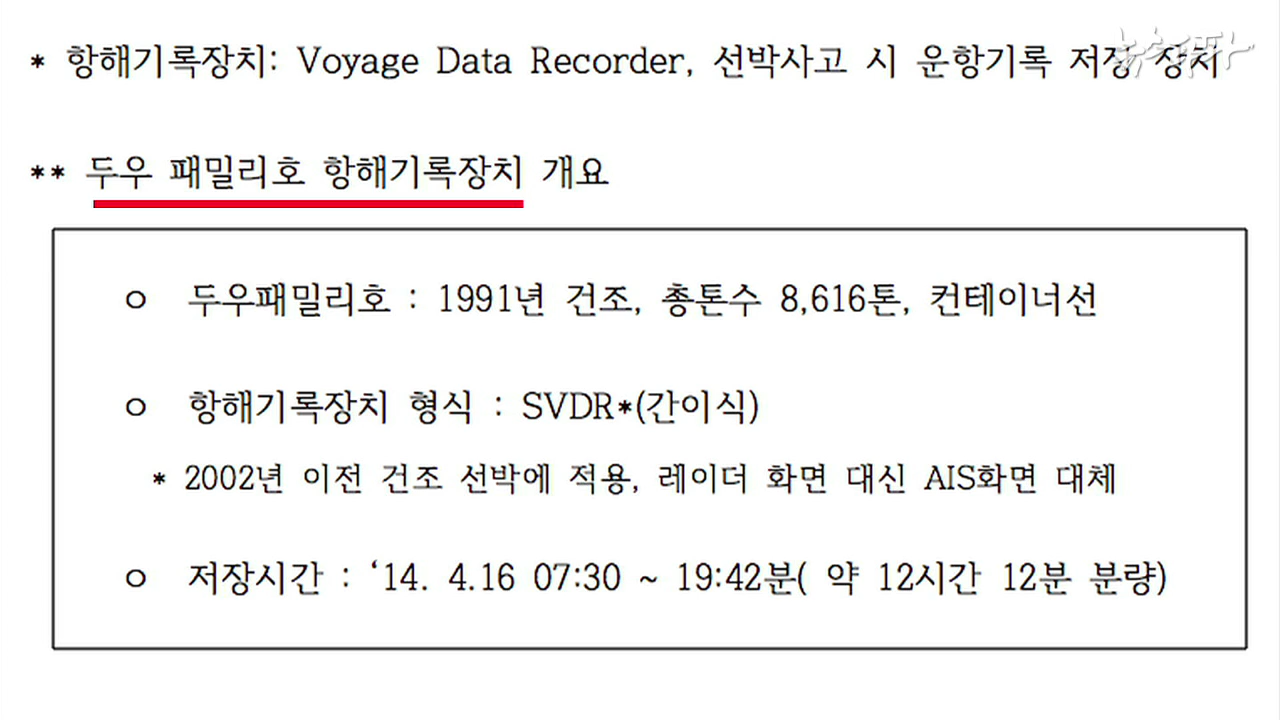 * 항해기록장치: Voyage Data Recorder, 선박사고 시 운항기록 저장 장치
뉴스타파
** 두우 패밀리호 항해기록장치 개요
ㅇ 두우패밀리호 : 1991년 건조, 총톤수 8,616톤, 컨테이너선
ㅇ 항해기록장치 형식 : SVDR*(간이식)
* 2002년 이전 건조 선박에 적용, 레이더 화면 대신 AIS화면 대체
ㅇ 저장시간 : ‘14. 4.16 07:30 ~ 19:42분( 약 12시간 12분 분량)